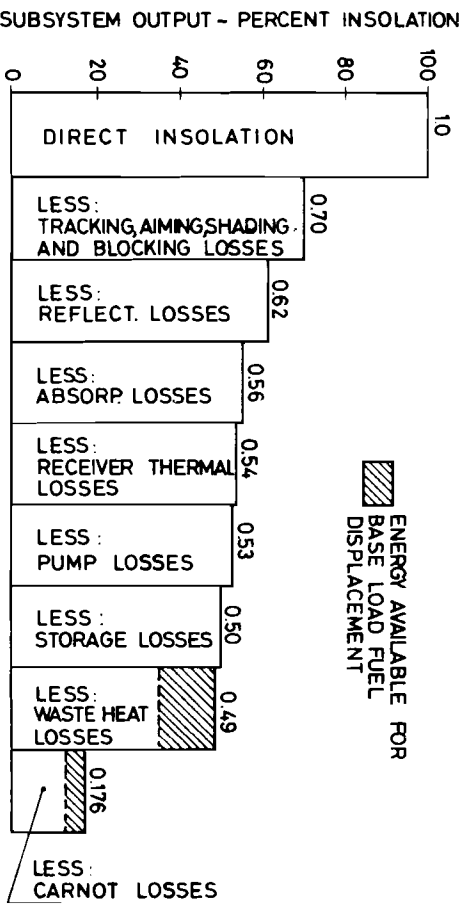 SUBSYSTEM OUTPUT - PERCENT INSOLATION
0
20
40
60
80
100
1.0
DIRECT INSOLATION
0.70
LESS:
TRACKING, AIMING, SHADING
AND BLOCKING LOSSES
0.62
LESS:
REFLECT. LOSSES
0.56
LESS:
ABSORP. LOSSES
0.54
LESS:
RECEIVER THERMAL
LOSSES
0.53
LESS:
PUMP LOSSES
0.50
LESS:
STORAGE LOSSES
0.49
LESS:
WASTE HEAT
LOSSES
0.176
LESS:
CARNOT LOSSES
ENERGY AVAILABLE FOR
BASE LOAD FUEL
DISPLACEMENT